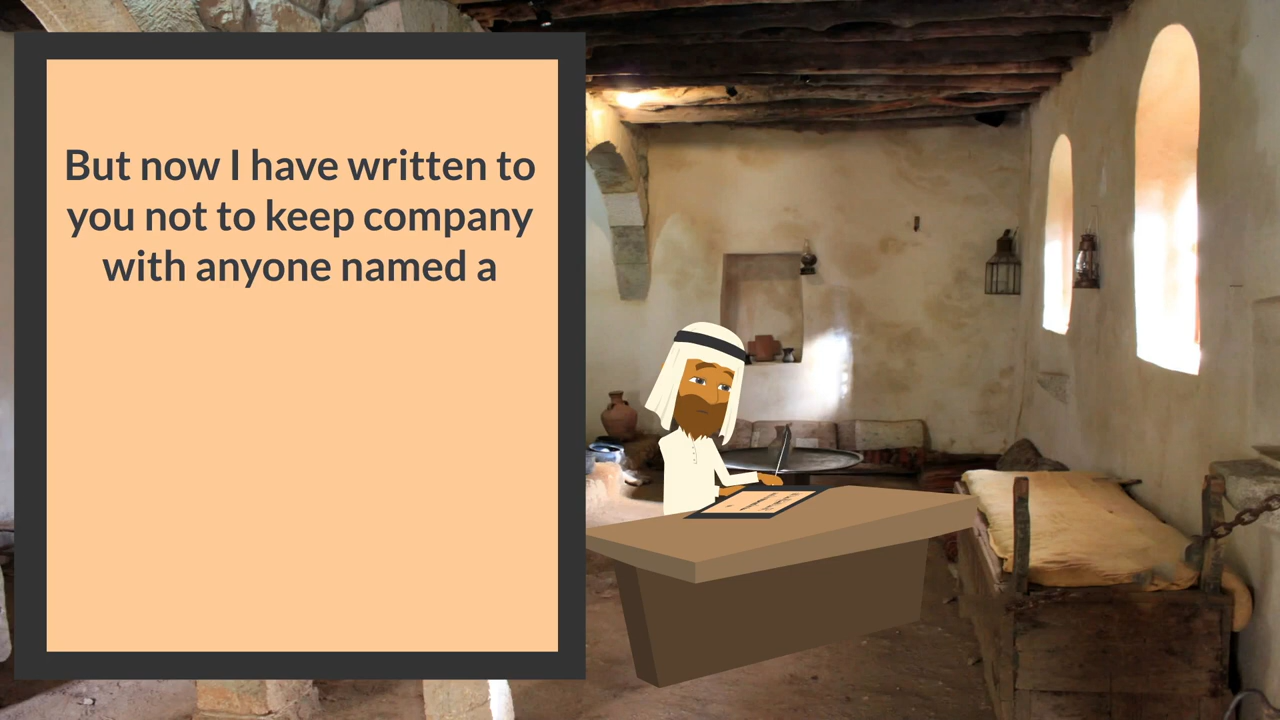 But now I have written to
you not to keep company
with anyone named a